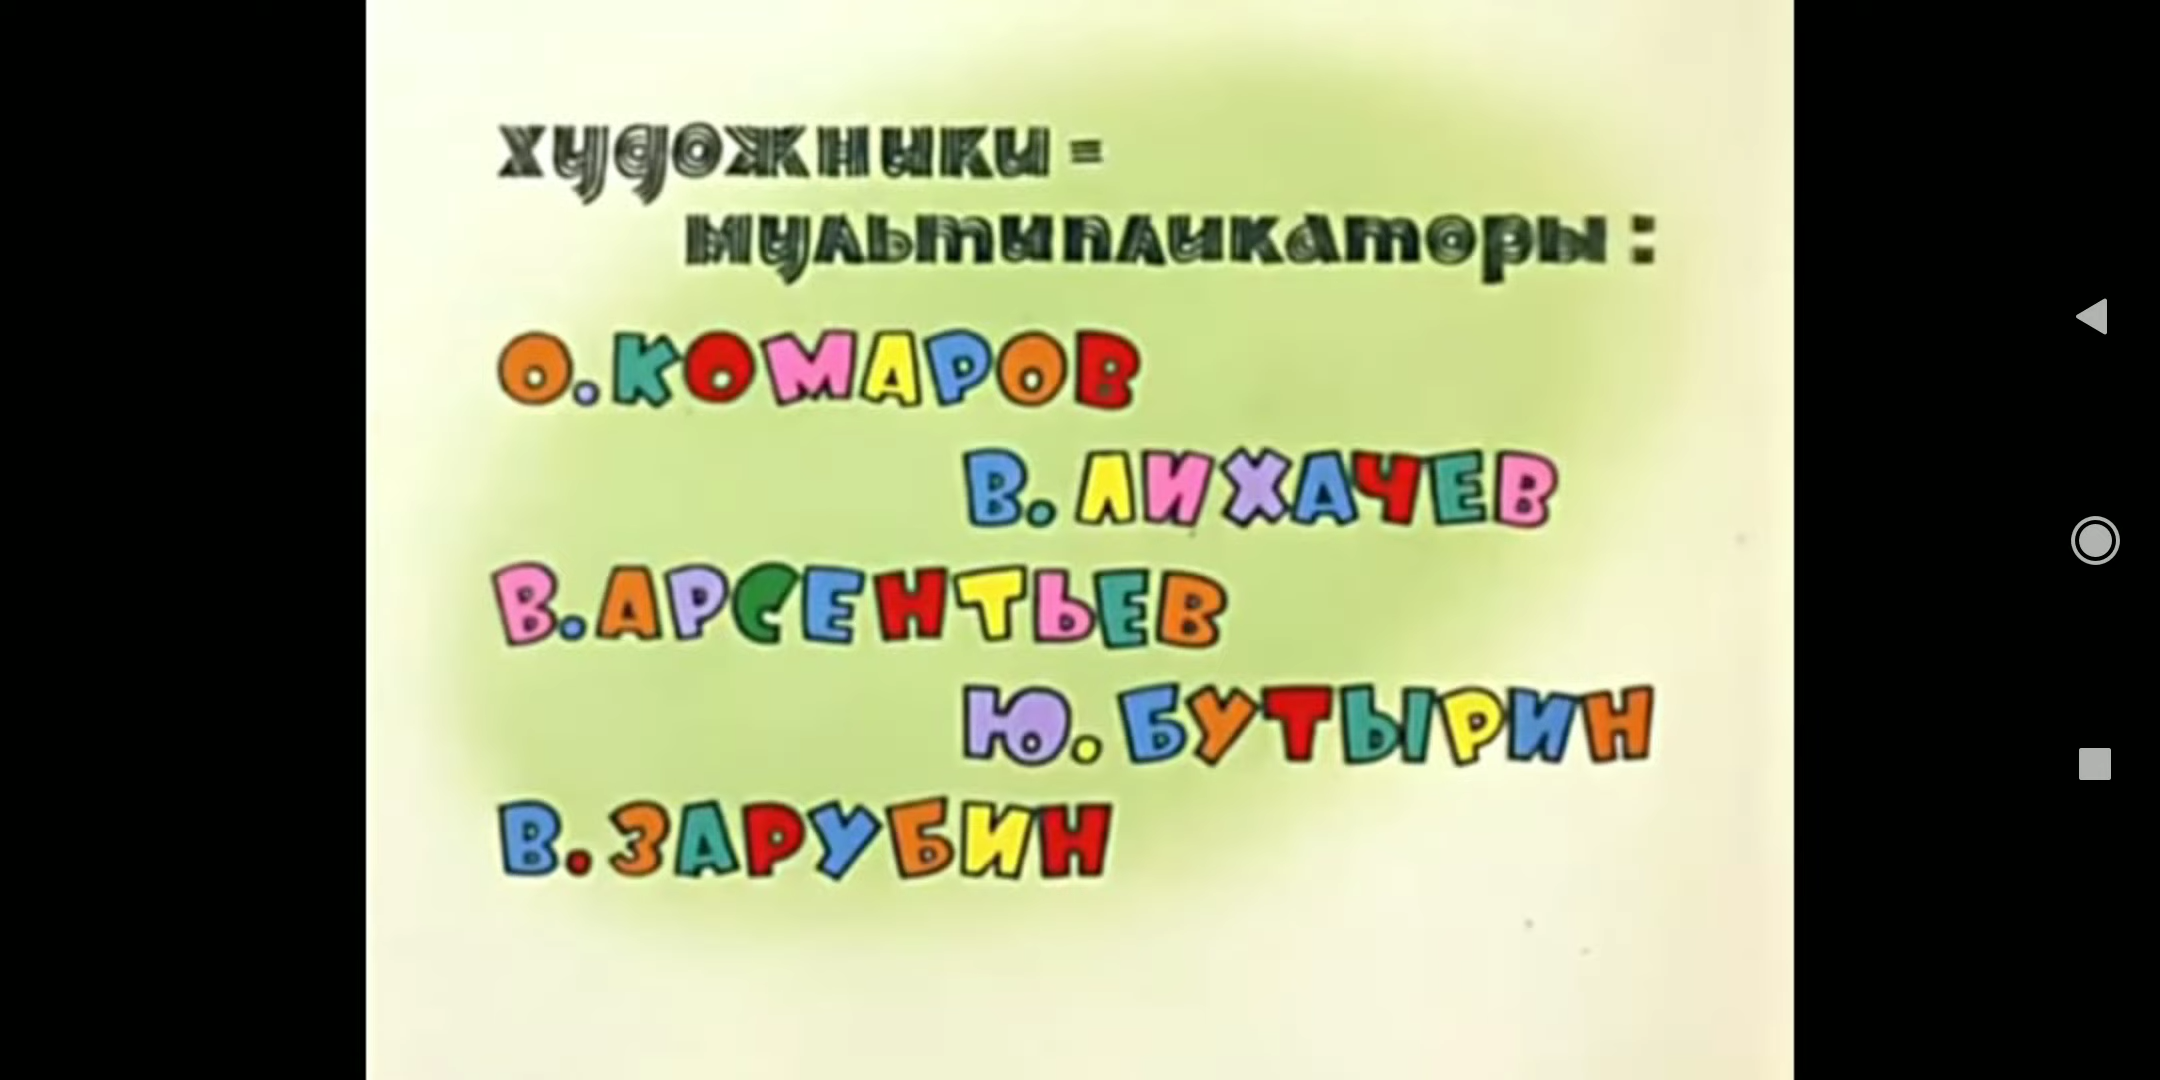 художники-
мультипликаторы:
О. КОМАРОВ
В. ЛИХАЧЕВ
В. АРСЕНТЬЕВ
Ю. БУТЫРИН
В. ЗАРУБИН